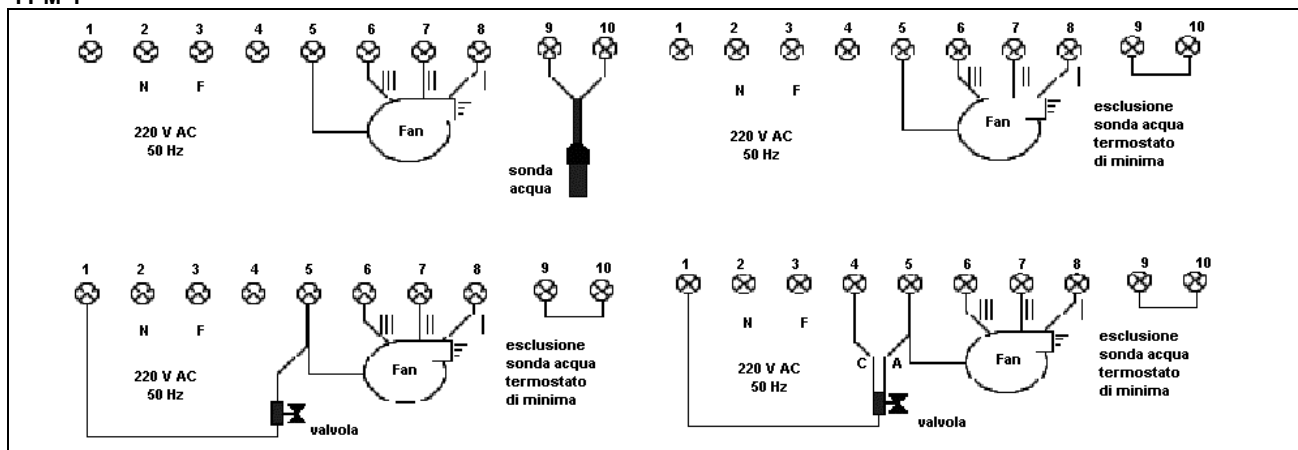 1 2 3 4 5 6 7 8 9 10
III II I
N F
Fan
220 V AC
50 Hz
sonda
acqua
1 2 3 4 5 6 7 8 9 10
III II I
N F
Fan
220 V AC
50 Hz
esclusione
sonda acqua
termostato
di minima
1 2 3 4 5 6 7 8 9 10
III II I
N F
Fan
220 V AC
50 Hz
valvola
esclusione
sonda acqua
termostato
di minima
1 2 3 4 5 6 7 8 9 10
III II I
N F
C A
Fan
220 V AC
50 Hz
valvola
esclusione
sonda acqua
termostato
di minima